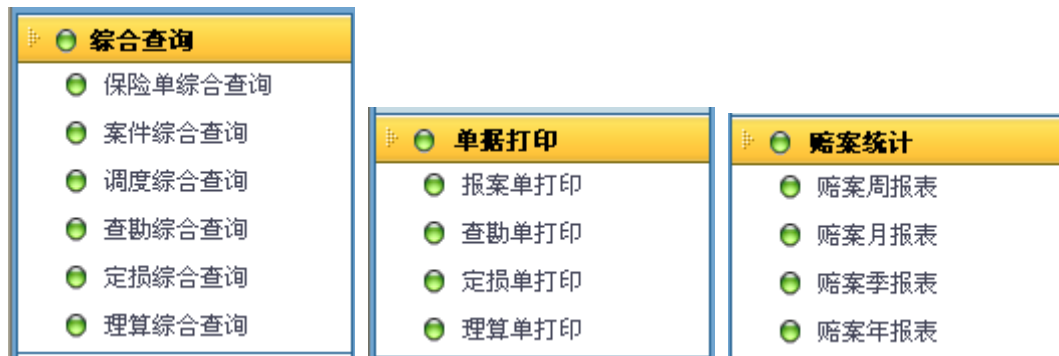 综合查询
保险单综合查询
案件综合查询
调度综合查询
查勘综合查询
定损综合查询
理算综合查询
单据打印
报案单打印
查勘单打印
定损单打印
理算单打印
赔案统计
赔案周报表
赔案月报表
赔案季报表
赔案年报表